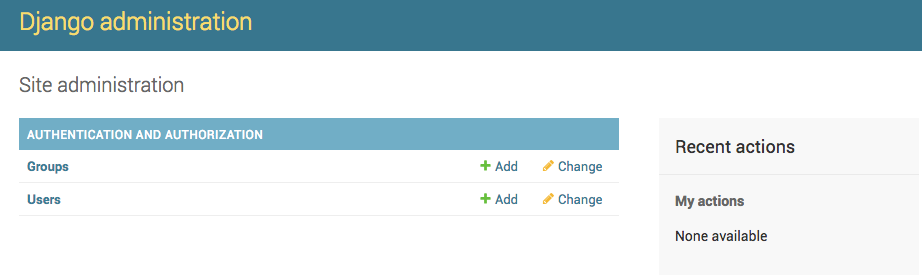 Django administration
Site administration
AUTHENTICATION AND AUTHORIZATION
Groups Add Change
Users Add Change
Recent actions
My actions
None available